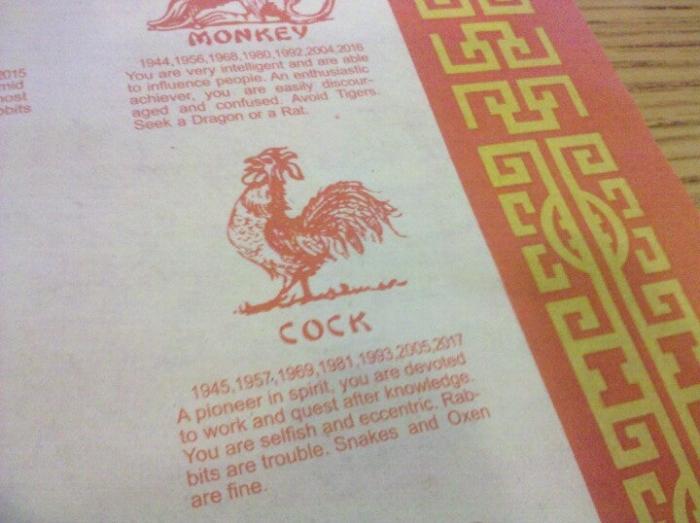 MONKEY
1944,1956,1968,1980,1992,2004,2016
You are very intelligent and are able
to influence people. An enthusiastic
achiever, you are easily discour-
aged and confused. Avoid Tigers.
Seek a Dragon or a Rat.
2015
COCK
1945,1957,1969,1981,1993,2005,2017
A pioneer in spirit, you are devoted
to work and quest after knowledge.
You are selfish and eccentric. Rab-
bits are trouble. Snakes and Oxen
are fine.